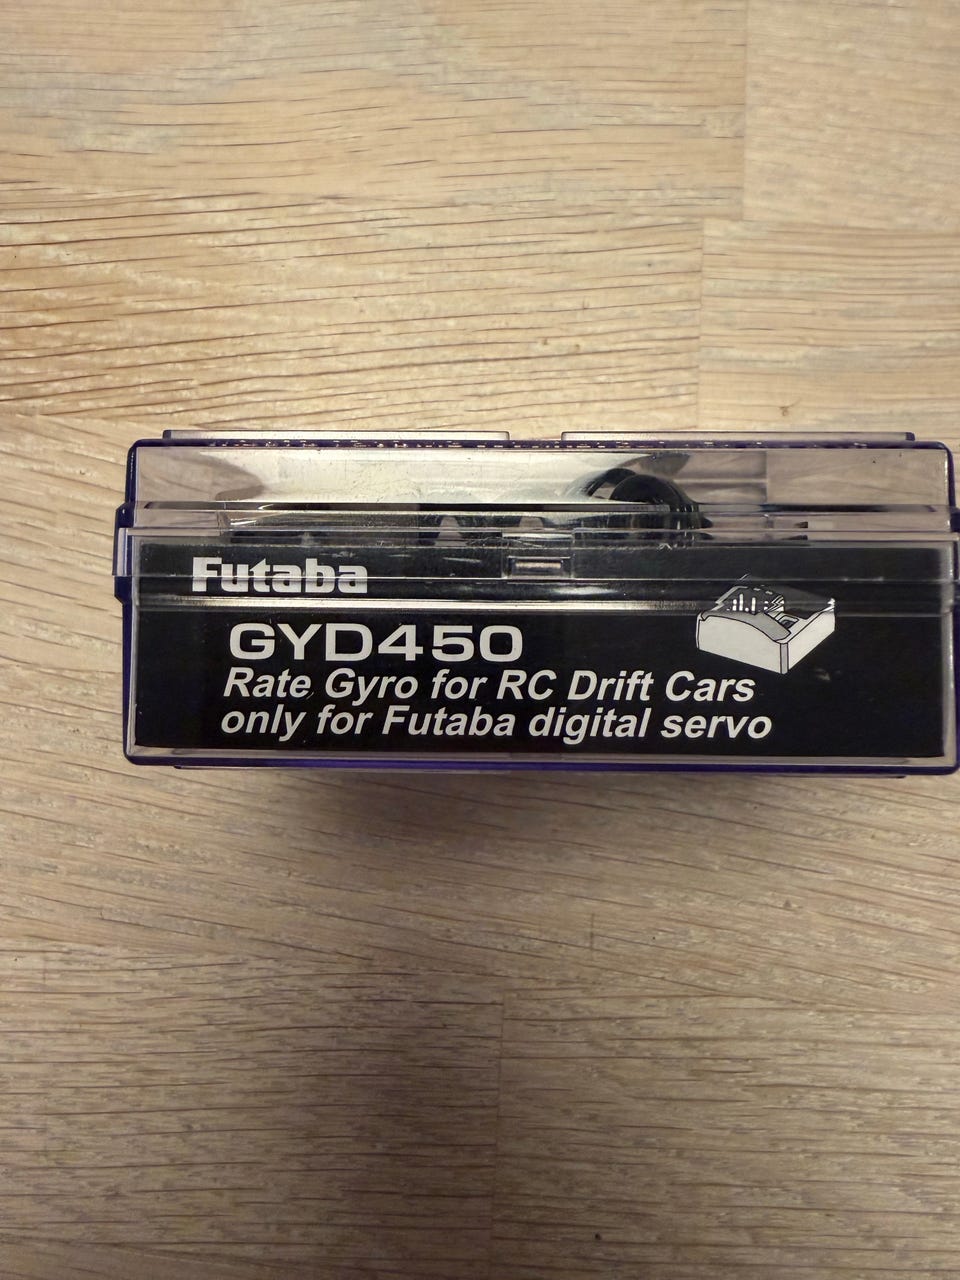 Futaba
GYD450
Rate Gyro for RC Drift Cars
only for Futaba digital servo